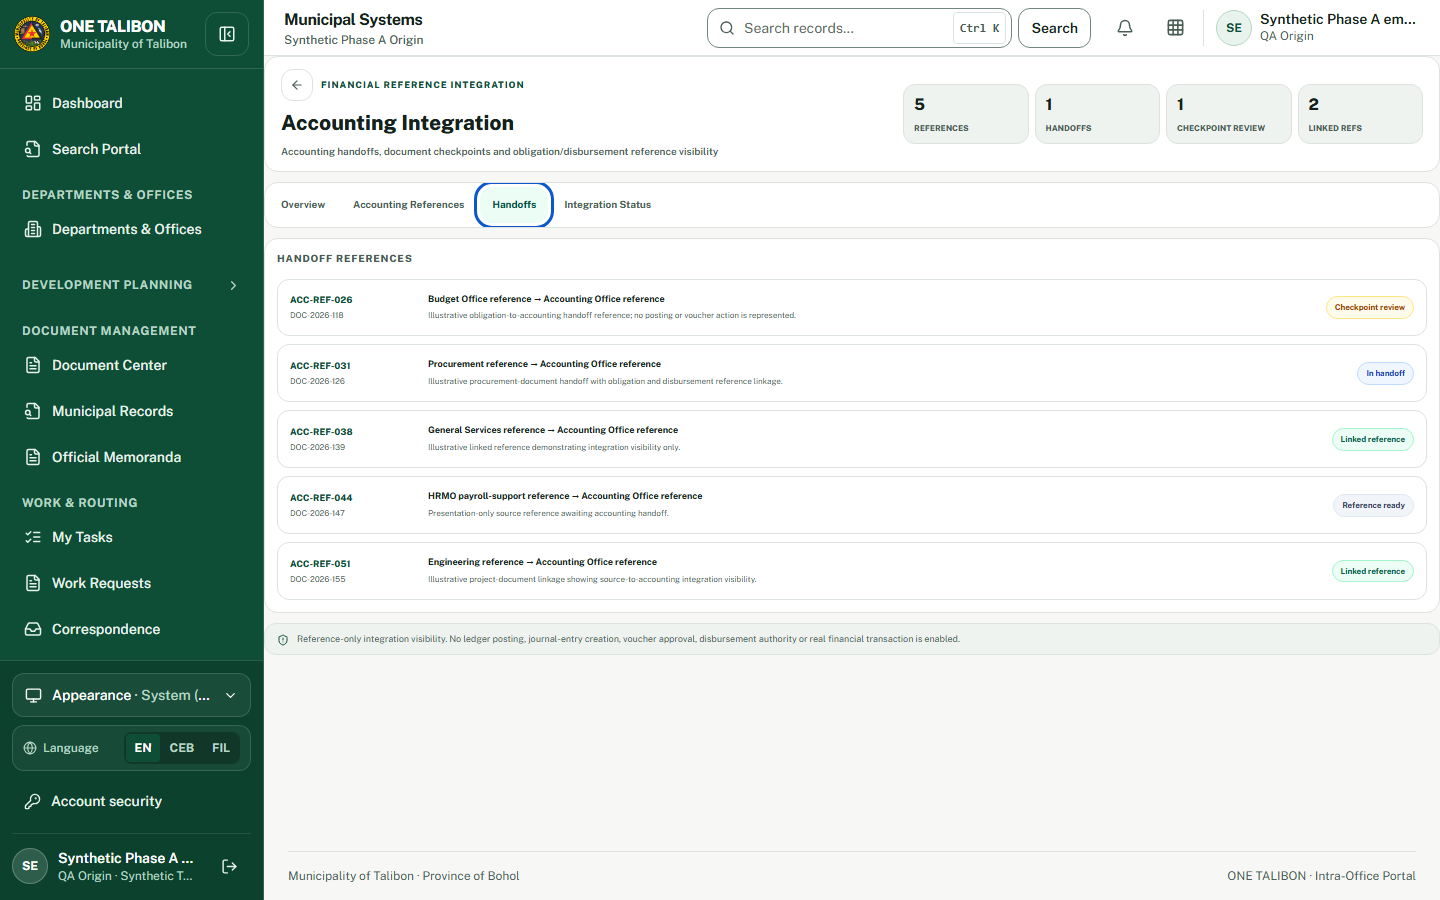 ONE TALIBON
Municipality of Talibon
Dashboard
Search Portal
DEPARTMENTS & OFFICES
Departments & Offices
DEVELOPMENT PLANNING
DOCUMENT MANAGEMENT
Document Center
Municipal Records
Official Memoranda
WORK & ROUTING
My Tasks
Work Requests
Correspondence
Appearance · System (...
Language EN CEB FIL
Account security
SE Synthetic Phase A ...
QA Origin · Synthetic T...
Municipal Systems
Synthetic Phase A Origin
Search records... Ctrl K Search
SE Synthetic Phase A em...
QA Origin
FINANCIAL REFERENCE INTEGRATION
Accounting Integration
Accounting handoffs, document checkpoints and obligation/disbursement reference visibility
5 REFERENCES
1 HANDOFFS
1 CHECKPOINT REVIEW
2 LINKED REFS
Overview Accounting References Handoffs Integration Status
HANDOFF REFERENCES
ACC-REF-026 Budget Office reference → Accounting Office reference Checkpoint review
DOC-2026-118 Illustrative obligation-to-accounting handoff reference; no posting or voucher action is represented.
ACC-REF-031 Procurement reference → Accounting Office reference In handoff
DOC-2026-126 Illustrative procurement-document handoff with obligation and disbursement reference linkage.
ACC-REF-038 General Services reference → Accounting Office reference Linked reference
DOC-2026-139 Illustrative linked reference demonstrating integration visibility only.
ACC-REF-044 HRMO payroll-support reference → Accounting Office reference Reference ready
DOC-2026-147 Presentation-only source reference awaiting accounting handoff.
ACC-REF-051 Engineering reference → Accounting Office reference Linked reference
DOC-2026-155 Illustrative project-document linkage showing source-to-accounting integration visibility.
Reference-only integration visibility. No ledger posting, journal-entry creation, voucher approval, disbursement authority or real financial transaction is enabled.
Municipality of Talibon · Province of Bohol
ONE TALIBON · Intra-Office Portal